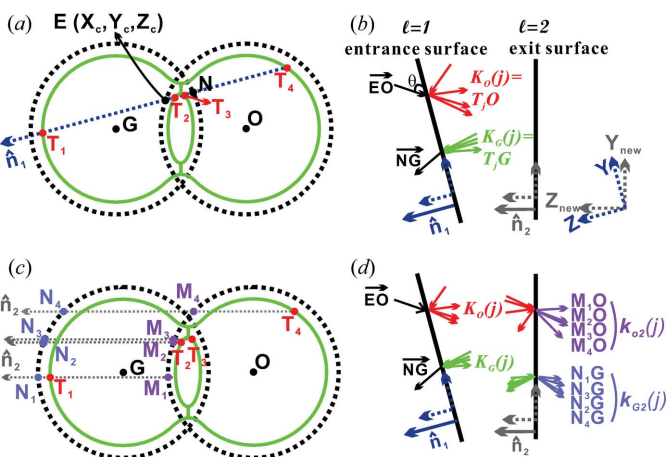 (a)
E (Xc,Yc,Zc)
N
T4
T2
T3
G
O
T1
n̂1
(b)
ℓ=1
ℓ=2
entrance surface
exit surface
EO
θ
KO(j)=
TjO
NG
KG(j)=
TjG
n̂1
n̂2
Ynew
Y
Znew
Z
(c)
n̂2
N4
M4
T4
N3
M3
n̂2
N2
M2
T2
T3
G
O
N1
T1
M1
(d)
EO
KO(j)
M1O
M2O
M3O
M4O
ko2(j)
NG
KG(j)
N1G
N3G
N2G
N4G
kG2(j)
n̂1
n̂2